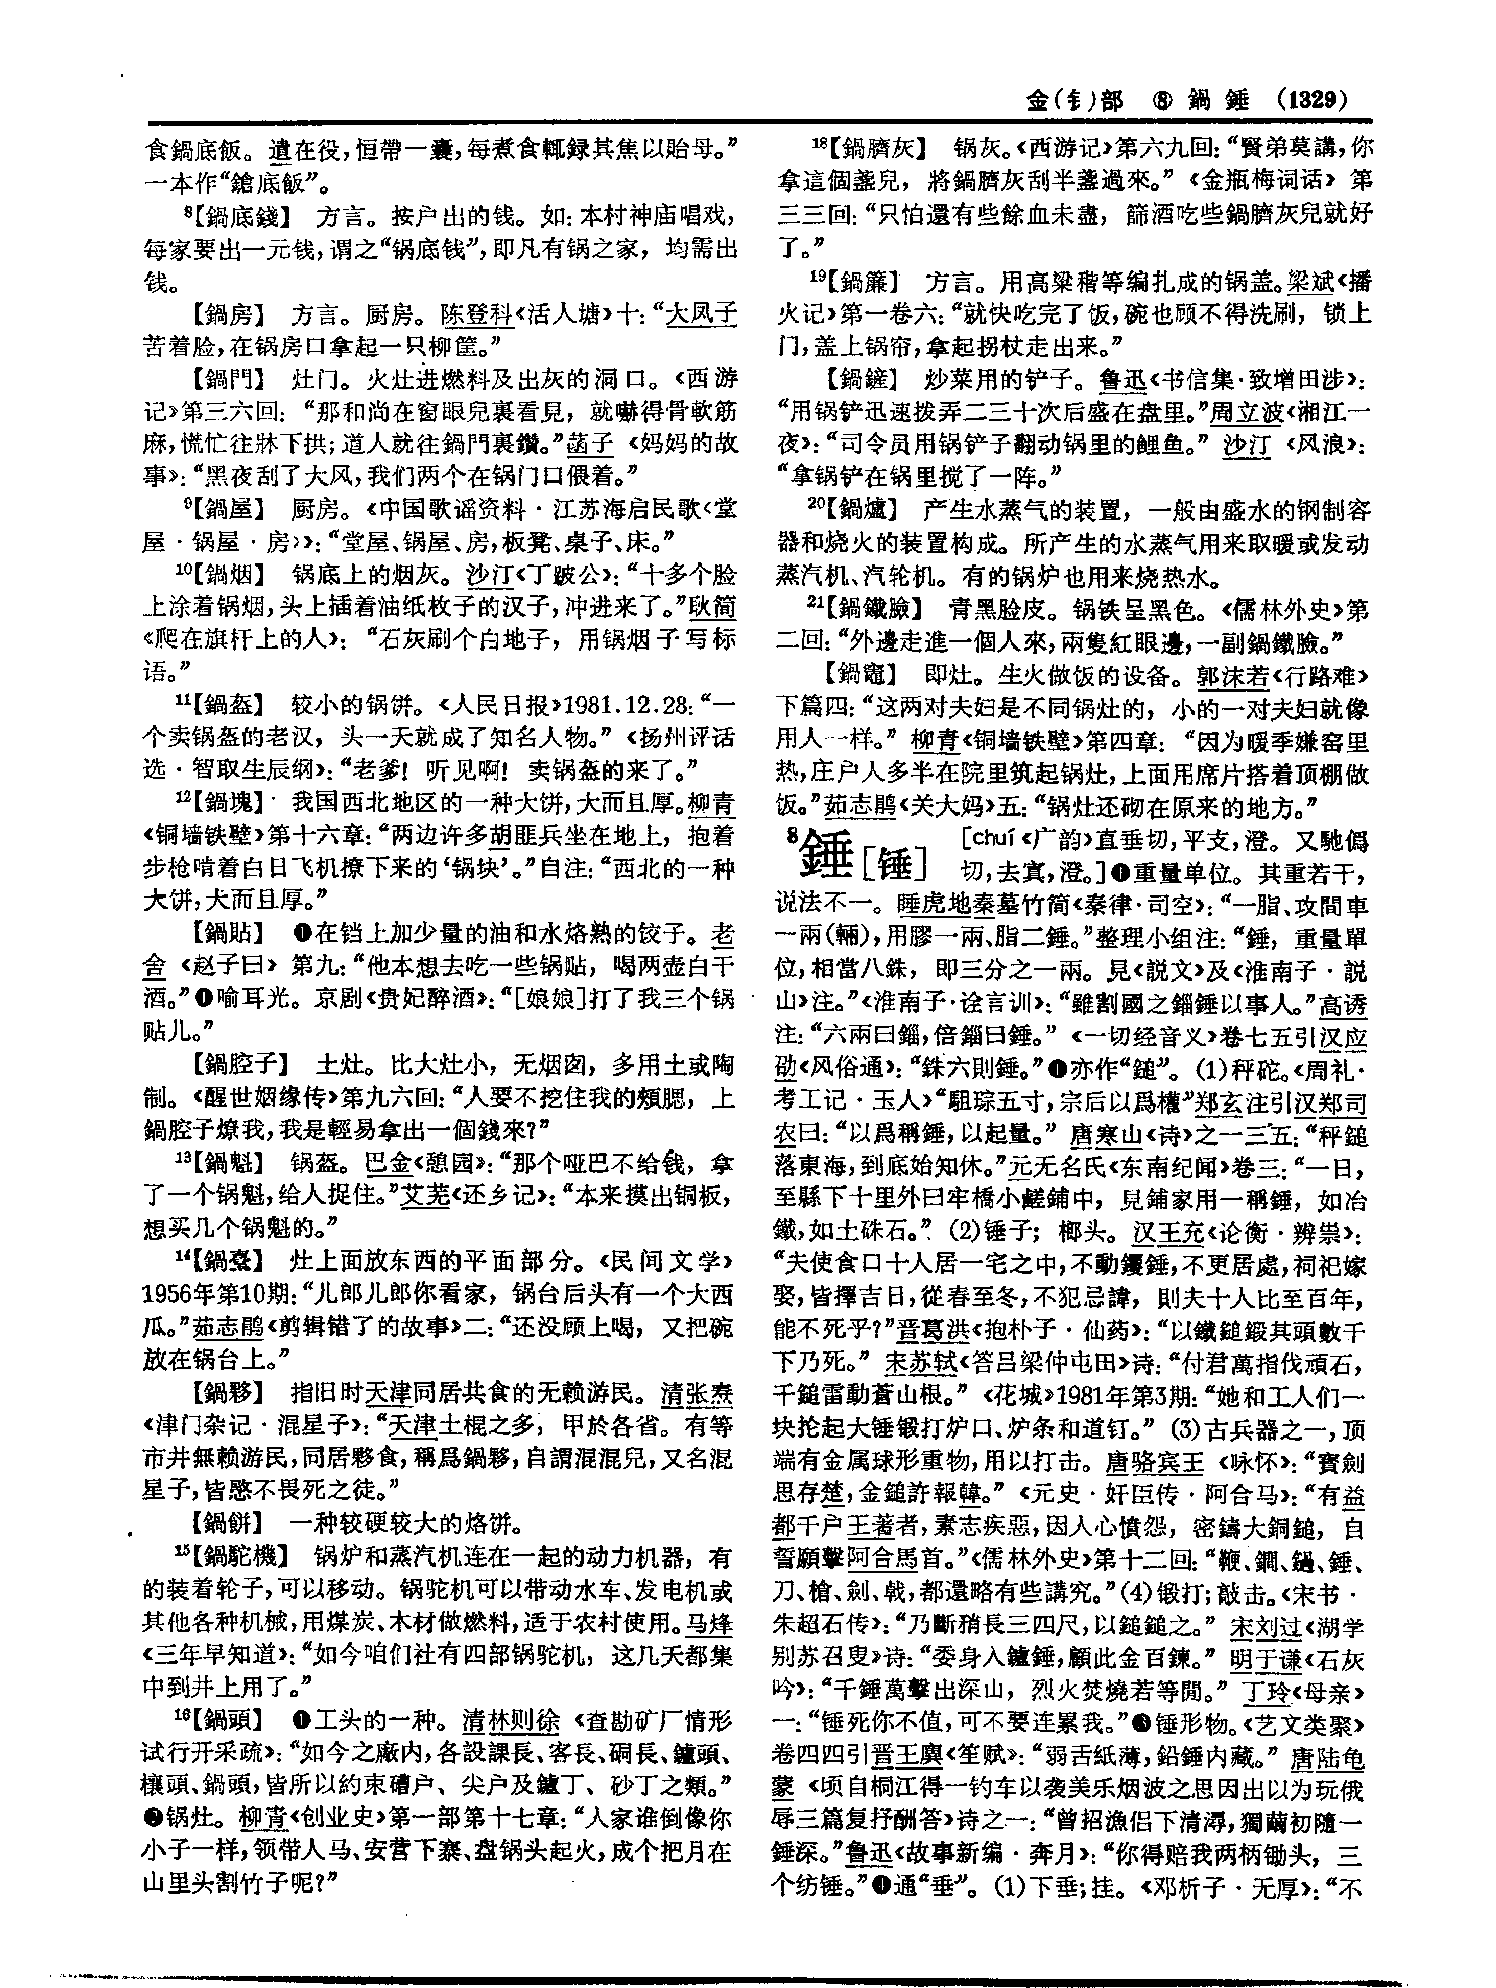 金(钅)部 ⑧ 鍋 錘 (1329)
食鍋底飯。遺在役,恒帶一囊,每煮食輒録其焦以貽母。”
一本作“鎗底飯”。
⁸【鍋底錢】 方言。按户出的钱。如:本村神庙唱戏,
每家要出一元钱,谓之“锅底钱”,即凡有锅之家,均需出
钱。
【鍋房】 方言。厨房。陈登科《活人塘》十:“大凤子
苦着脸,在锅房口拿起一只柳筐。”
【鍋門】 灶门。火灶进燃料及出灰的洞口。《西游
记》第三六回:“那和尚在窗眼兒裏看見,就嚇得骨軟筋
麻,慌忙往牀下拱;道人就往鍋門裏鑽。”菡子《妈妈的故
事》:“黑夜刮了大风,我们两个在锅门口偎着。”
⁹【鍋屋】 厨房。《中国歌谣资料·江苏海启民歌〈堂
屋·锅屋·房〉》:“堂屋、锅屋、房,板凳、桌子、床。”
¹⁰【鍋烟】 锅底上的烟灰。沙汀《丁跛公》:“十多个脸
上涂着锅烟,头上插着油纸枚子的汉子,冲进来了。”耿简
《爬在旗杆上的人》:“石灰刷个白地子,用锅烟子写标
语。”
¹¹【鍋盔】 较小的锅饼。《人民日报》1981.12.28:“一
个卖锅盔的老汉,头一天就成了知名人物。”《扬州评话
选·智取生辰纲》:“老爹!听见啊!卖锅盔的来了。”
¹²【鍋塊】 我国西北地区的一种大饼,大而且厚。柳青
《铜墙铁壁》第十六章:“两边许多胡匪兵坐在地上,抱着
步枪啃着白日飞机撩下来的‘锅块’。”自注:“西北的一种
大饼,大而且厚。”
【鍋貼】 ❶在铛上加少量的油和水烙熟的饺子。老
舍《赵子曰》第九:“他本想去吃一些锅贴,喝两壶白干
酒。”❶喻耳光。京剧《贵妃醉酒》:“[娘娘]打了我三个锅
贴儿。”
【鍋腔子】 土灶。比大灶小,无烟囱,多用土或陶
制。《醒世姻缘传》第九六回:“人要不挖住我的頰腮,上
鍋腔子燎我,我是輕易拿出一個錢來?”
¹³【鍋魁】 锅盔。巴金《憩园》:“那个哑巴不给钱,拿
了一个锅魁,给人捉住。”艾芜《还乡记》:“本来摸出铜板,
想买几个锅魁的。”
¹⁴【鍋臺】 灶上面放东西的平面部分。《民间文学》
1956年第10期:“儿郎儿郎你看家,锅台后头有一个大西
瓜。”茹志鹃《剪辑错了的故事》二:“还没顾上喝,又把碗
放在锅台上。”
【鍋夥】 指旧时天津同居共食的无赖游民。清张焘
《津门杂记·混星子》:“天津土棍之多,甲於各省。有等
市井無賴游民,同居夥食,稱爲鍋夥,自謂混混兒,又名混
星子,皆愍不畏死之徒。”
【鍋餅】 一种较硬较大的烙饼。
¹⁵【鍋駝機】 锅炉和蒸汽机连在一起的动力机器,有
的装着轮子,可以移动。锅驼机可以带动水车、发电机或
其他各种机械,用煤炭、木材做燃料,适于农村使用。马烽
《三年早知道》:“如今咱们社有四部锅驼机,这几天都集
中到井上用了。”
¹⁶【鍋頭】 ❶工头的一种。清林则徐《查勘矿厂情形
试行开采疏》:“如今之廠内,各設課長、客長、硐長、鑪頭、
欀頭、鍋頭,皆所以約束礌户、尖户及鑪丁、砂丁之類。”
❷锅灶。柳青《创业史》第一部第十七章:“人家谁倒像你
小子一样,领带人马、安营下寨、盘锅头起火,成个把月在
山里头割竹子呢?”
¹⁸【鍋臍灰】 锅灰。《西游记》第六九回:“賢弟莫講,你
拿這個盞兒,將鍋臍灰刮半盞過來。”《金瓶梅词话》第
三三回:“只怕還有些餘血未盡,篩酒吃些鍋臍灰兒就好
了。”
¹⁹【鍋簾】 方言。用高粱稭等编扎成的锅盖。梁斌《播
火记》第一卷六:“就快吃完了饭,碗也顾不得洗刷,锁上
门,盖上锅帘,拿起拐杖走出来。”
【鍋鏟】 炒菜用的铲子。鲁迅《书信集·致增田涉》:
“用锅铲迅速拨弄二三十次后盛在盘里。”周立波《湘江一
夜》:“司令员用锅铲子翻动锅里的鲤鱼。”沙汀《风浪》:
“拿锅铲在锅里搅了一阵。”
²⁰【鍋爐】 产生水蒸气的装置,一般由盛水的钢制容
器和烧火的装置构成。所产生的水蒸气用来取暖或发动
蒸汽机、汽轮机。有的锅炉也用来烧热水。
²¹【鍋鐵臉】 青黑脸皮。锅铁呈黑色。《儒林外史》第
二回:“外邊走進一個人來,兩隻紅眼邊,一副鍋鐵臉。”
【鍋竈】 即灶。生火做饭的设备。郭沫若《行路难》
下篇四:“这两对夫妇是不同锅灶的,小的一对夫妇就像
用人一样。”柳青《铜墙铁壁》第四章:“因为暖季嫌窑里
热,庄户人多半在院里筑起锅灶,上面用席片搭着顶棚做
饭。”茹志鹃《关大妈》五:“锅灶还砌在原来的地方。”
⁸錘[锤] [chuí《广韵》直垂切,平支,澄。又馳僞
切,去寘,澄。]❶重量单位。其重若干,
说法不一。睡虎地秦墓竹简《秦律·司空》:“一脂、攻間車
一兩(輛),用膠一兩、脂二錘。”整理小组注:“錘,重量單
位,相當八銖,即三分之一兩。見《説文》及《淮南子·説
山》注。”《淮南子·诠言训》:“雖割國之錙錘以事人。”高诱
注:“六兩曰錙,倍錙曰錘。”《一切经音义》卷七五引汉应
劭《风俗通》:“銖六則錘。”❶亦作“鎚”。(1)秤砣。《周礼·
考工记·玉人》“駔琮五寸,宗后以爲權”郑玄注引汉郑司
农曰:“以爲稱錘,以起量。”唐寒山《诗》之一三五:“秤鎚
落東海,到底始知休。”元无名氏《东南纪闻》卷三:“一日,
至縣下十里外曰牢橋小鹺鋪中,見鋪家用一稱錘,如冶
鐵,如土硃石。”(2)锤子;榔头。汉王充《论衡·辨祟》:
“夫使食口十人居一宅之中,不動钁錘,不更居處,祠祀嫁
娶,皆擇吉日,從春至冬,不犯忌諱,則夫十人比至百年,
能不死乎?”晋葛洪《抱朴子·仙药》:“以鐵鎚鍛其頭數千
下乃死。”宋苏轼《答吕梁仲屯田》诗:“付君萬指伐頑石,
千鎚雷動蒼山根。”《花城》1981年第3期:“她和工人们一
块抡起大锤锻打炉口、炉条和道钉。”(3)古兵器之一,顶
端有金属球形重物,用以打击。唐骆宾王《咏怀》:“寳劍
思存楚,金鎚許報韓。”《元史·奸臣传·阿合马》:“有益
都千户王著者,素志疾惡,因人心憤怨,密鑄大銅鎚,自
誓願擊阿合馬首。”《儒林外史》第十二回:“鞭、鐧、鍋、錘、
刀、槍、劍、戟,都還略有些講究。”(4)锻打;敲击。《宋书·
朱超石传》:“乃斷矟長三四尺,以鎚鎚之。”宋刘过《湖学
别苏召叟》诗:“委身入鑪錘,願此金百鍊。”明于谦《石灰
吟》:“千錘萬擊出深山,烈火焚燒若等閒。”丁玲《母亲》
一:“锤死你不值,可不要连累我。”❸锤形物。《艺文类聚》
卷四四引晋王廙《笙赋》:“弱舌紙薄,鉛錘内藏。”唐陆龟
蒙《顷自桐江得一钓车以袭美乐烟波之思因出以为玩俄
辱三篇复抒酬答》诗之一:“曾招漁侣下清潯,獨繭初隨一
錘深。”鲁迅《故事新编·奔月》:“你得赔我两柄锄头,三
个纺锤。”❹通“垂”。(1)下垂;挂。《邓析子·无厚》:“不